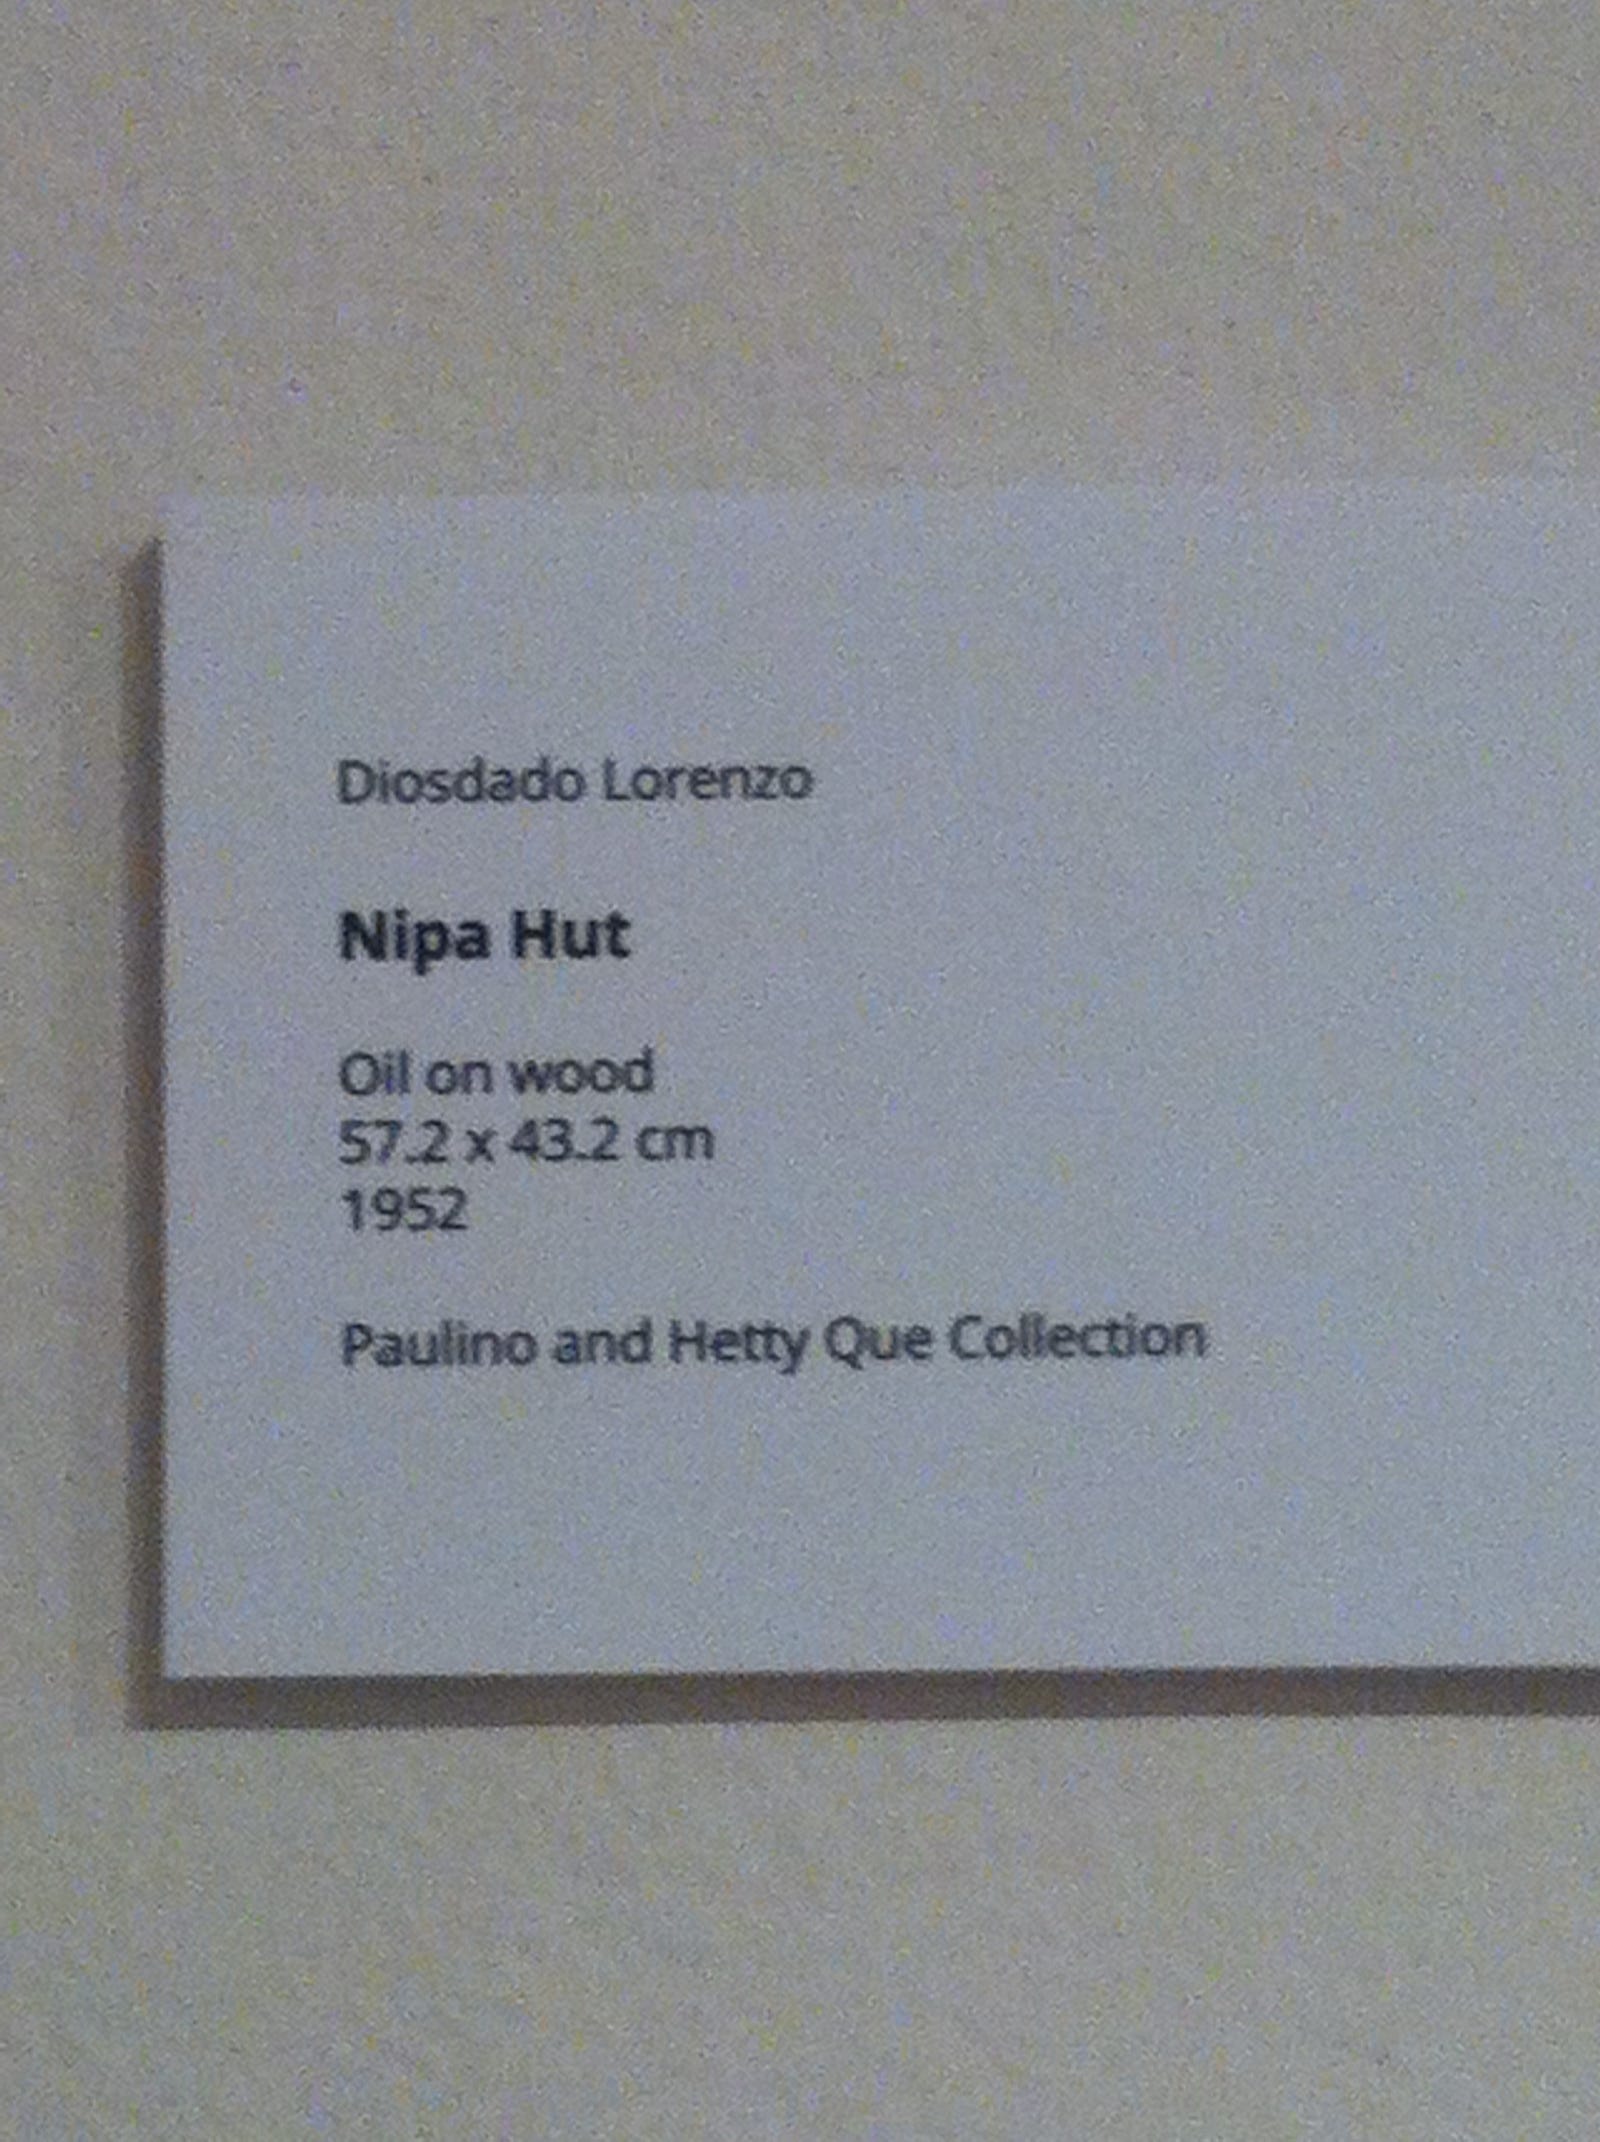 Diosdado Lorenzo
Nipa Hut
Oil on wood
57.2 x 43.2 cm
1952
Paulino and Hetty Que Collection